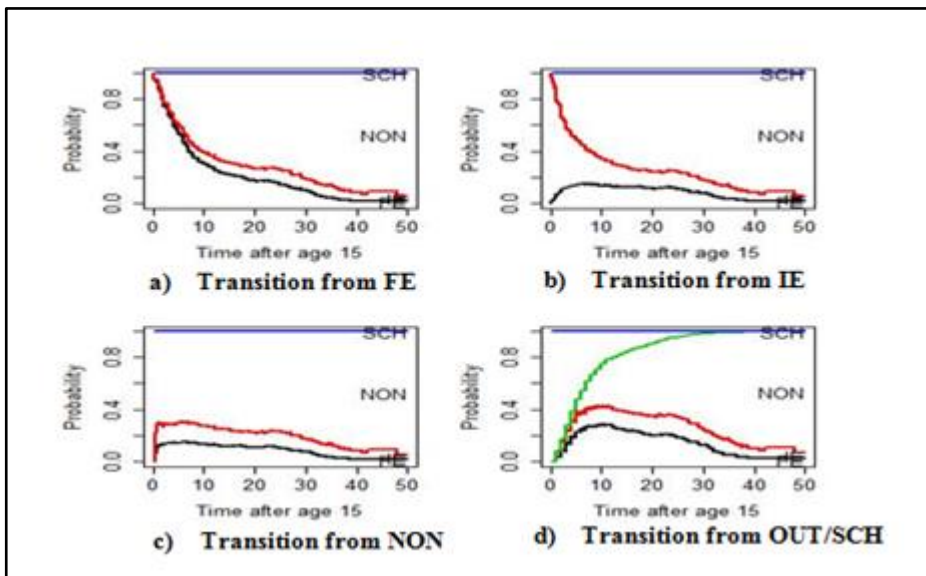 SCH
NON
Probability
0.0 0.4 0.8
0 10 20 30 40 50
Time after age 15
a) Transition from FE
SCH
NON
Probability
0.0 0.4 0.8
0 10 20 30 40 50
Time after age 15
b) Transition from IE
SCH
NON
Probability
0.0 0.4 0.8
0 10 20 30 40 50
Time after age 15
c) Transition from NON
SCH
NON
Probability
0.0 0.4 0.8
0 10 20 30 40 50
Time after age 15
d) Transition from OUT/SCH